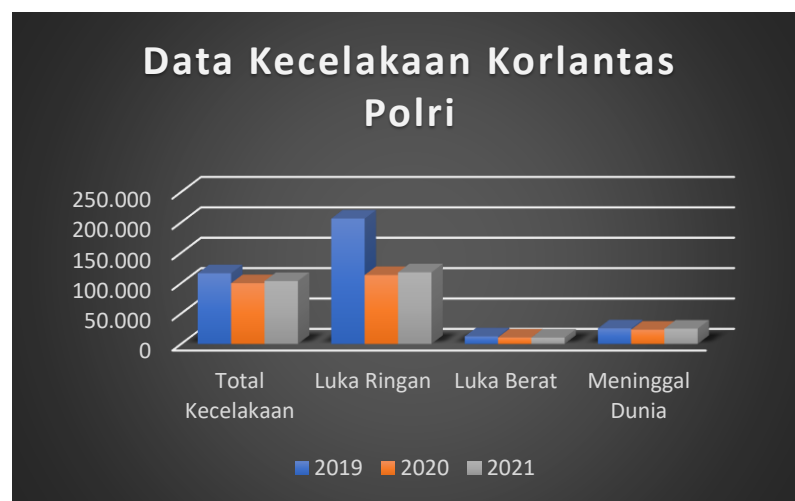 Data Kecelakaan Korlantas
Polri
250.000
200.000
150.000
100.000
50.000
0
Total
Kecelakaan
Luka Ringan
Luka Berat
Meninggal
Dunia
2019
2020
2021